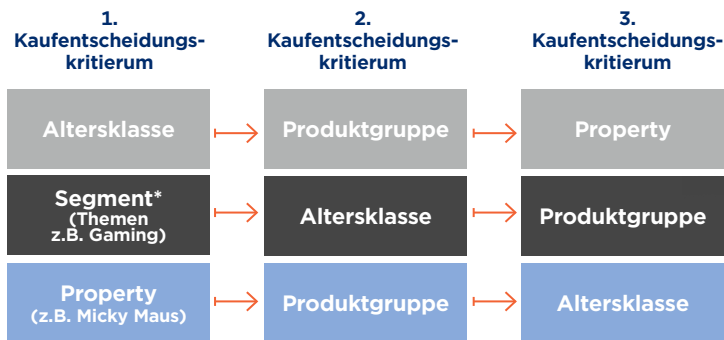 1.
Kaufentscheidungs-
kritierum
2.
Kaufentscheidungs-
kritierum
3.
Kaufentscheidungs-
kritierum
Altersklasse
Produktgruppe
Property
Segment*
(Themen
z.B. Gaming)
Altersklasse
Produktgruppe
Property
(z.B. Micky Maus)
Produktgruppe
Altersklasse